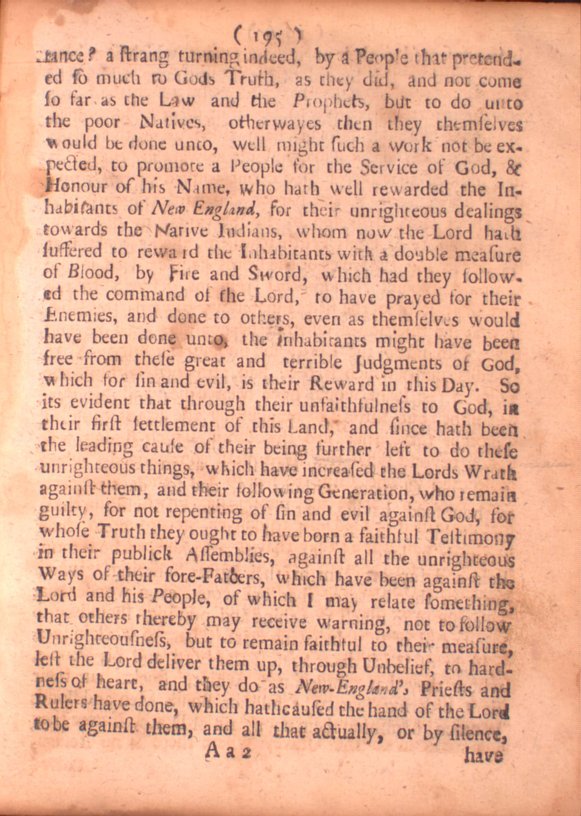 ( 195 )
tance? a ſtrang turning indeed, by a People that pretend-
ed ſo much to Gods Truth, as they did, and not come
ſo far as the Law and the Prophets, but to do unto
the poor Natives, otherwayes then they themſelves
would be done unto, well might ſuch a work not be ex-
pected, to promote a People for the Service of God, &
Honour of his Name, who hath well rewarded the In-
habitants of New England, for their unrighteous dealings
towards the Native Indians, whom now the Lord hath
ſuffered to reward the Inhabitants with a double meaſure
of Blood, by Fire and Sword, which had they follow-
ed the command of the Lord, to have prayed for their
Enemies, and done to others, even as themſelves would
have been done unto, the Inhabitants might have been
free from theſe great and terrible Judgments of God,
which for ſin and evil, is their Reward in this Day. So
its evident that through their unfaithfulneſs to God, in
their firſt ſettlement of this Land, and ſince hath been
the leading cauſe of their being further left to do theſe
unrighteous things, which have increaſed the Lords Wrath
againſt them, and their following Generation, who remain
guilty, for not repenting of ſin and evil againſt God, for
whoſe Truth they ought to have born a faithful Teſtimony
in their publick Aſſemblies, againſt all the unrighteous
Ways of their fore-Fathers, which have been againſt the
Lord and his People, of which I may relate ſomething,
that others thereby may receive warning, not to follow
Unrighteouſneſs, but to remain faithful to their meaſure,
leſt the Lord deliver them up, through Unbelief, to hard-
neſs of heart, and they do as New-England's Prieſts and
Rulers have done, which hath cauſed the hand of the Lord
to be againſt them, and all that actually, or by ſilence,
A a 2 have